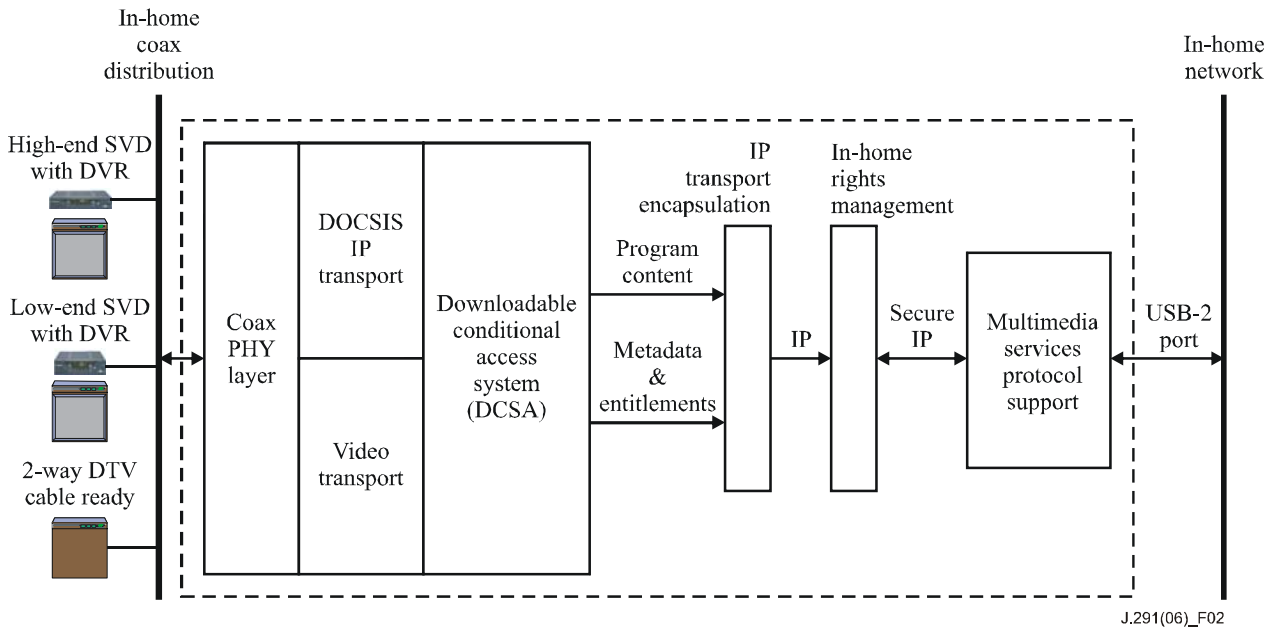 In-home
coax
distribution
In-home
network
High-end SVD
with DVR
Low-end SVD
with DVR
2-way DTV
cable ready
Coax
PHY
layer
DOCSIS
IP
transport
Video
transport
Downloadable
conditional
access
system
(DCSA)
Program
content
Metadata
&
entitlements
IP
transport
encapsulation
IP
In-home
rights
management
Secure
IP
Multimedia
services
protocol
support
USB-2
port
J.291(06)_F02